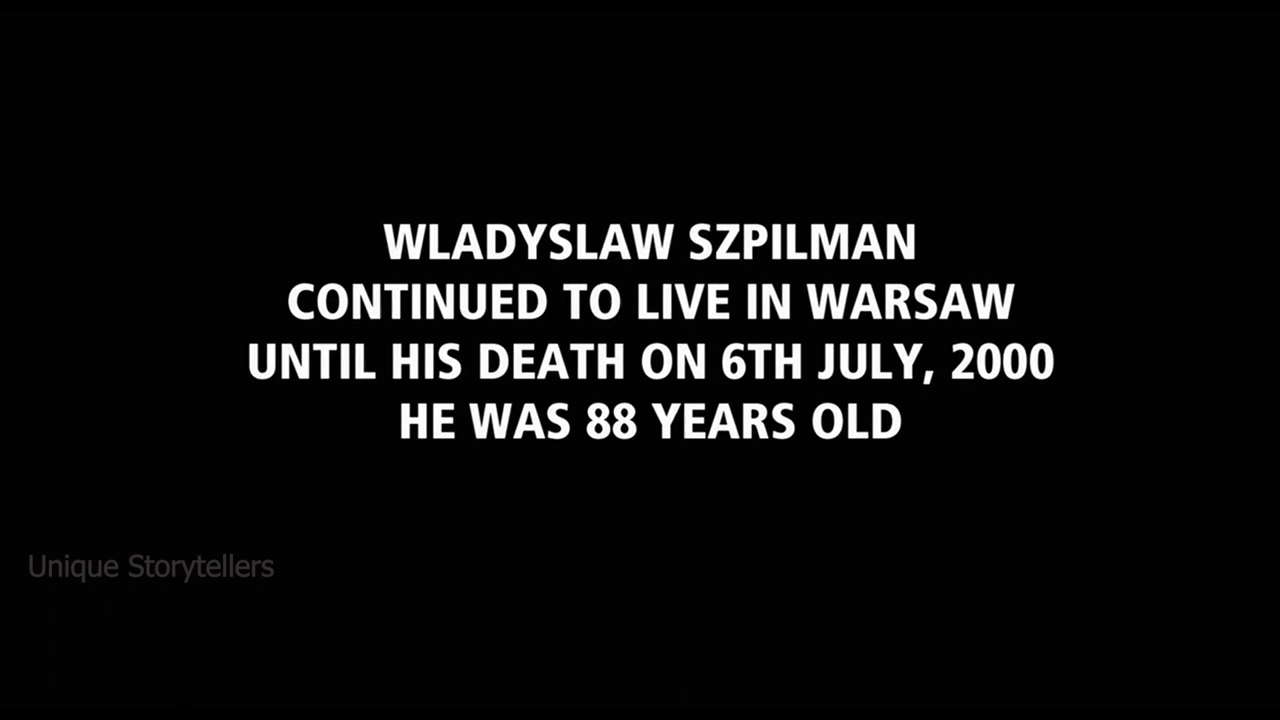 WLADYSLAW SZPILMAN
CONTINUED TO LIVE IN WARSAW
UNTIL HIS DEATH ON 6TH JULY, 2000
HE WAS 88 YEARS OLD
Unique Storytellers